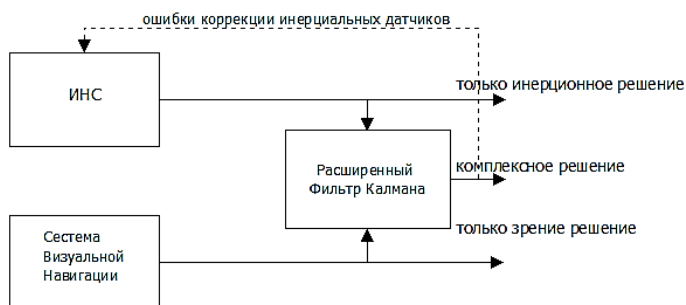 ошибки коррекции инерциальных датчиков
ИНС
только инерционное решение
Расширенный
Фильтр Калмана
комплексное решение
только зрение решение
Сестема
Визуальной
Навигации